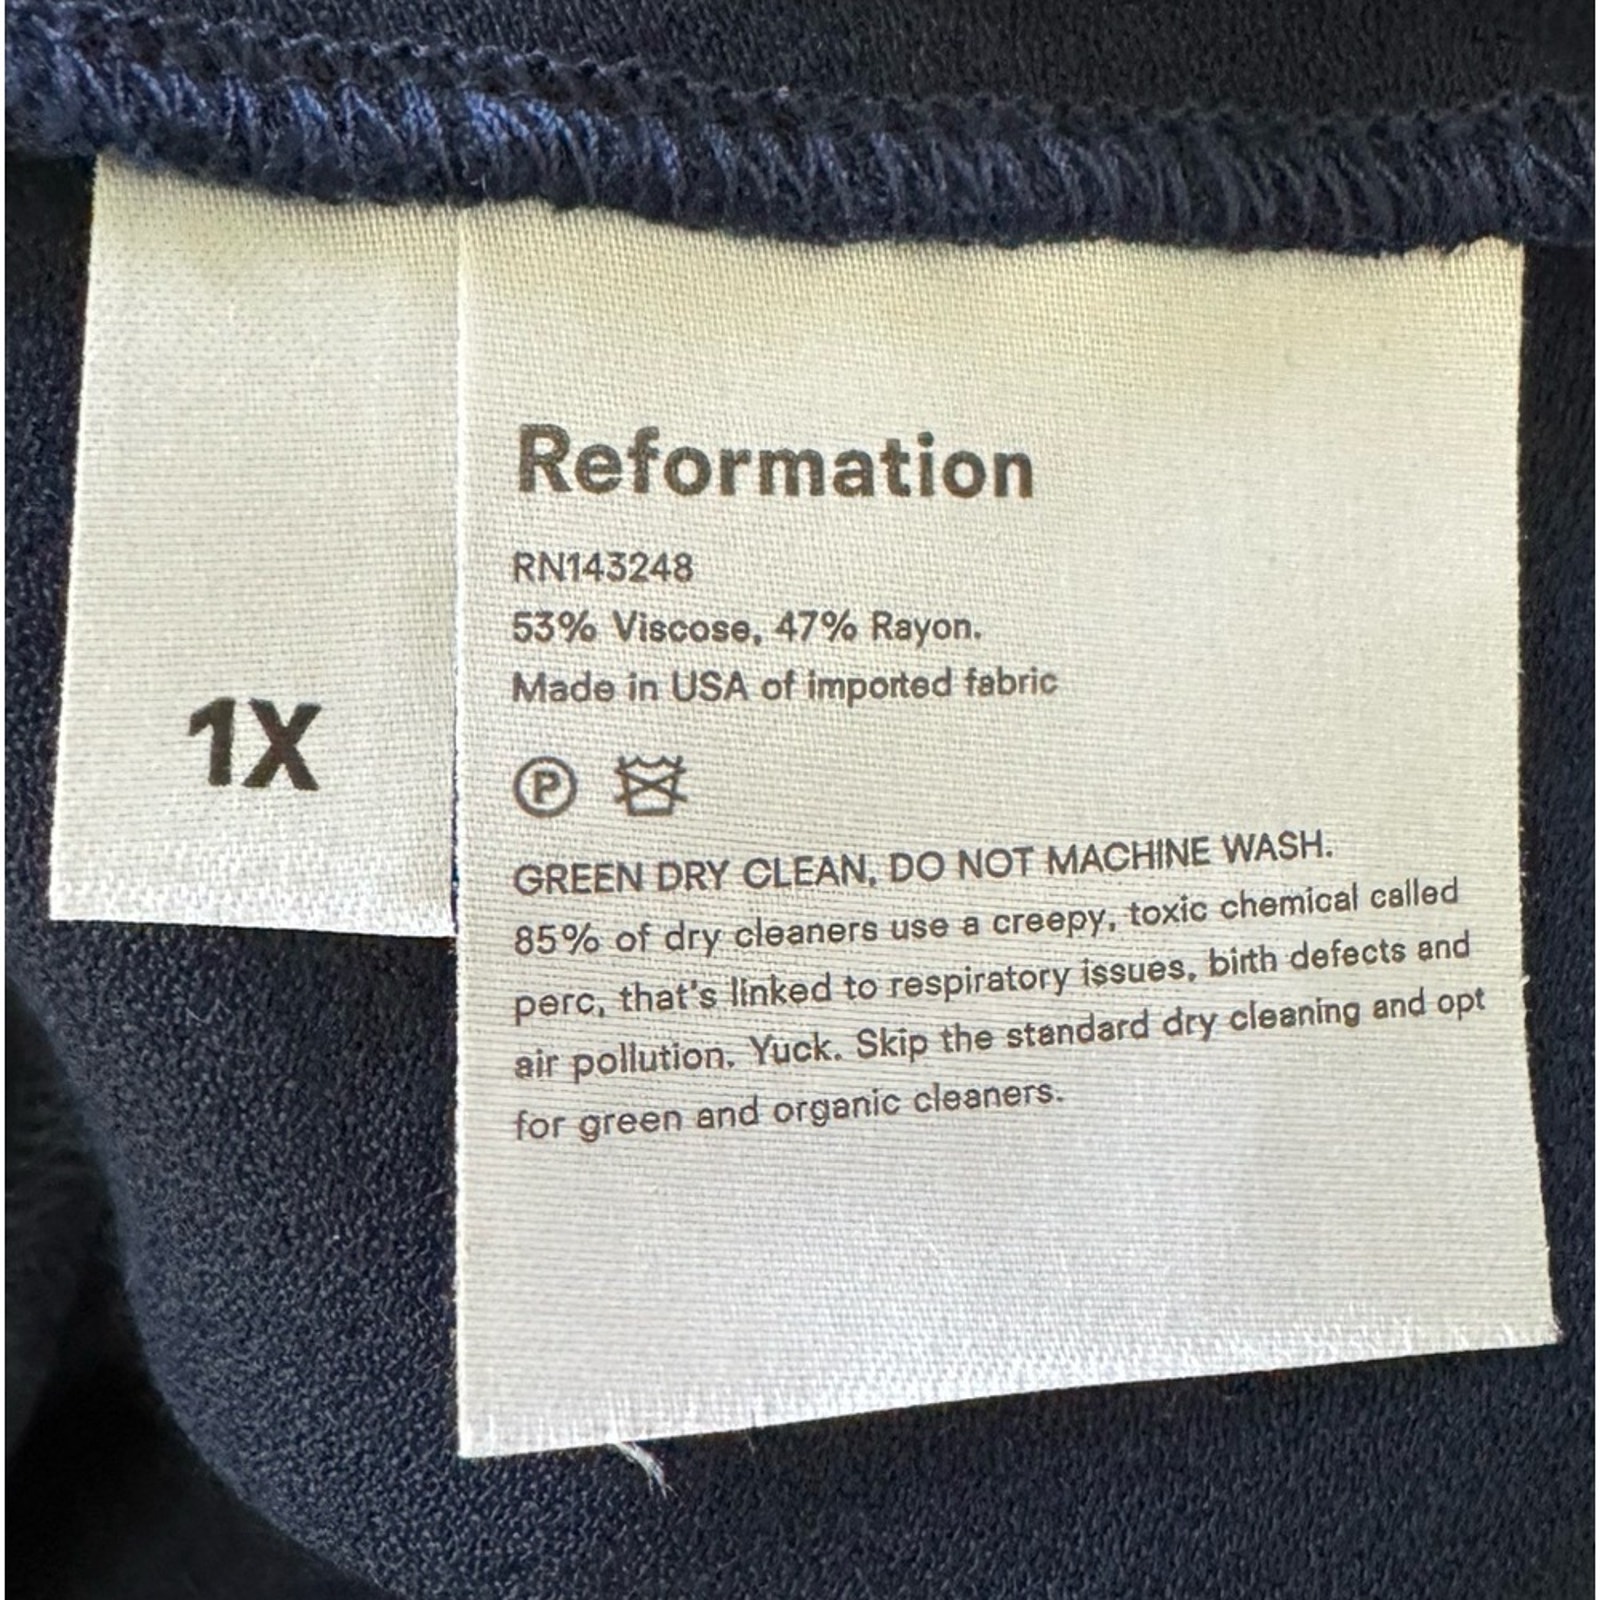 1X
Reformation
RN143248
53% Viscose, 47% Rayon.
Made in USA of imported fabric
P
GREEN DRY CLEAN, DO NOT MACHINE WASH.
85% of dry cleaners use a creepy, toxic chemical called
perc, that's linked to respiratory issues, birth defects and
air pollution. Yuck. Skip the standard dry cleaning and opt
for green and organic cleaners.